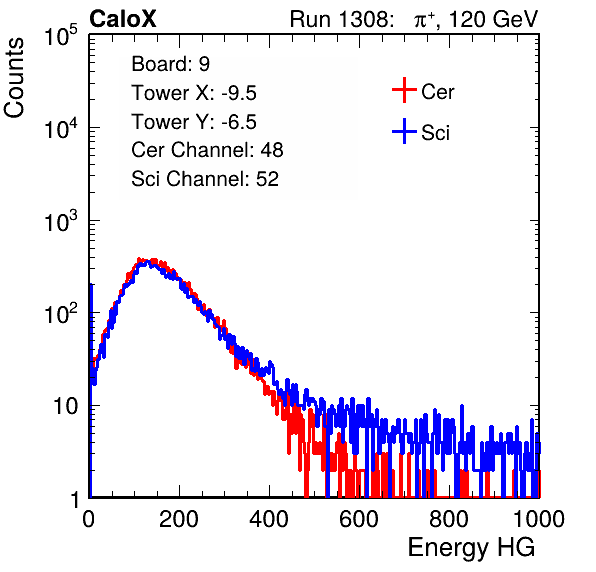 CaloX Run 1308: π⁺, 120 GeV
Counts
Board: 9
Tower X: -9.5
Tower Y: -6.5
Cer Channel: 48
Sci Channel: 52
Cer
Sci
10⁵
10⁴
10³
10²
10
1
0 200 400 600 800 1000
Energy HG